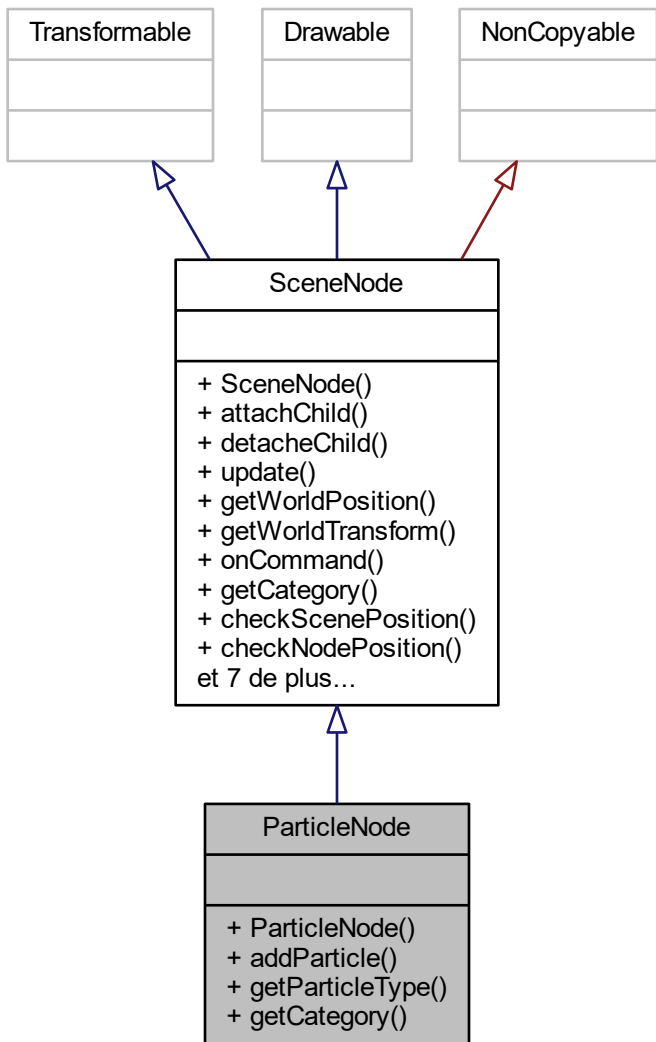 Transformable
Drawable
NonCopyable
SceneNode
+ SceneNode()
+ attachChild()
+ detacheChild()
+ update()
+ getWorldPosition()
+ getWorldTransform()
+ onCommand()
+ getCategory()
+ checkScenePosition()
+ checkNodePosition()
et 7 de plus...
ParticleNode
+ ParticleNode()
+ addParticle()
+ getParticleType()
+ getCategory()